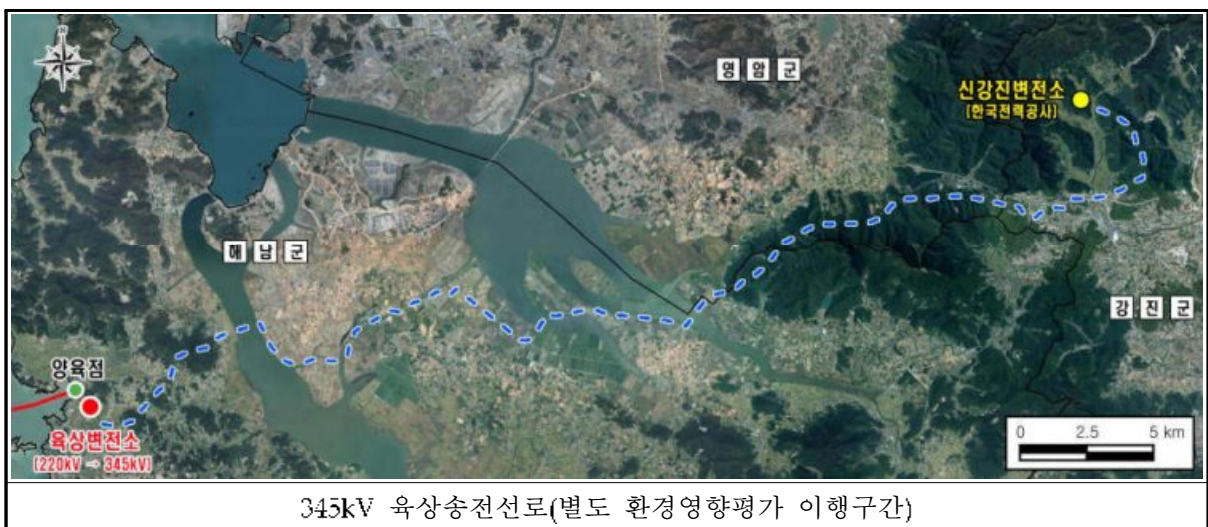 영암군
신강진변전소
[한국전력공사]
해남군
강진군
양육점
육상변전소
[220kV → 345kV]
0 2.5 5 km
345kV 육상송전선로(별도 환경영향평가 이행구간)